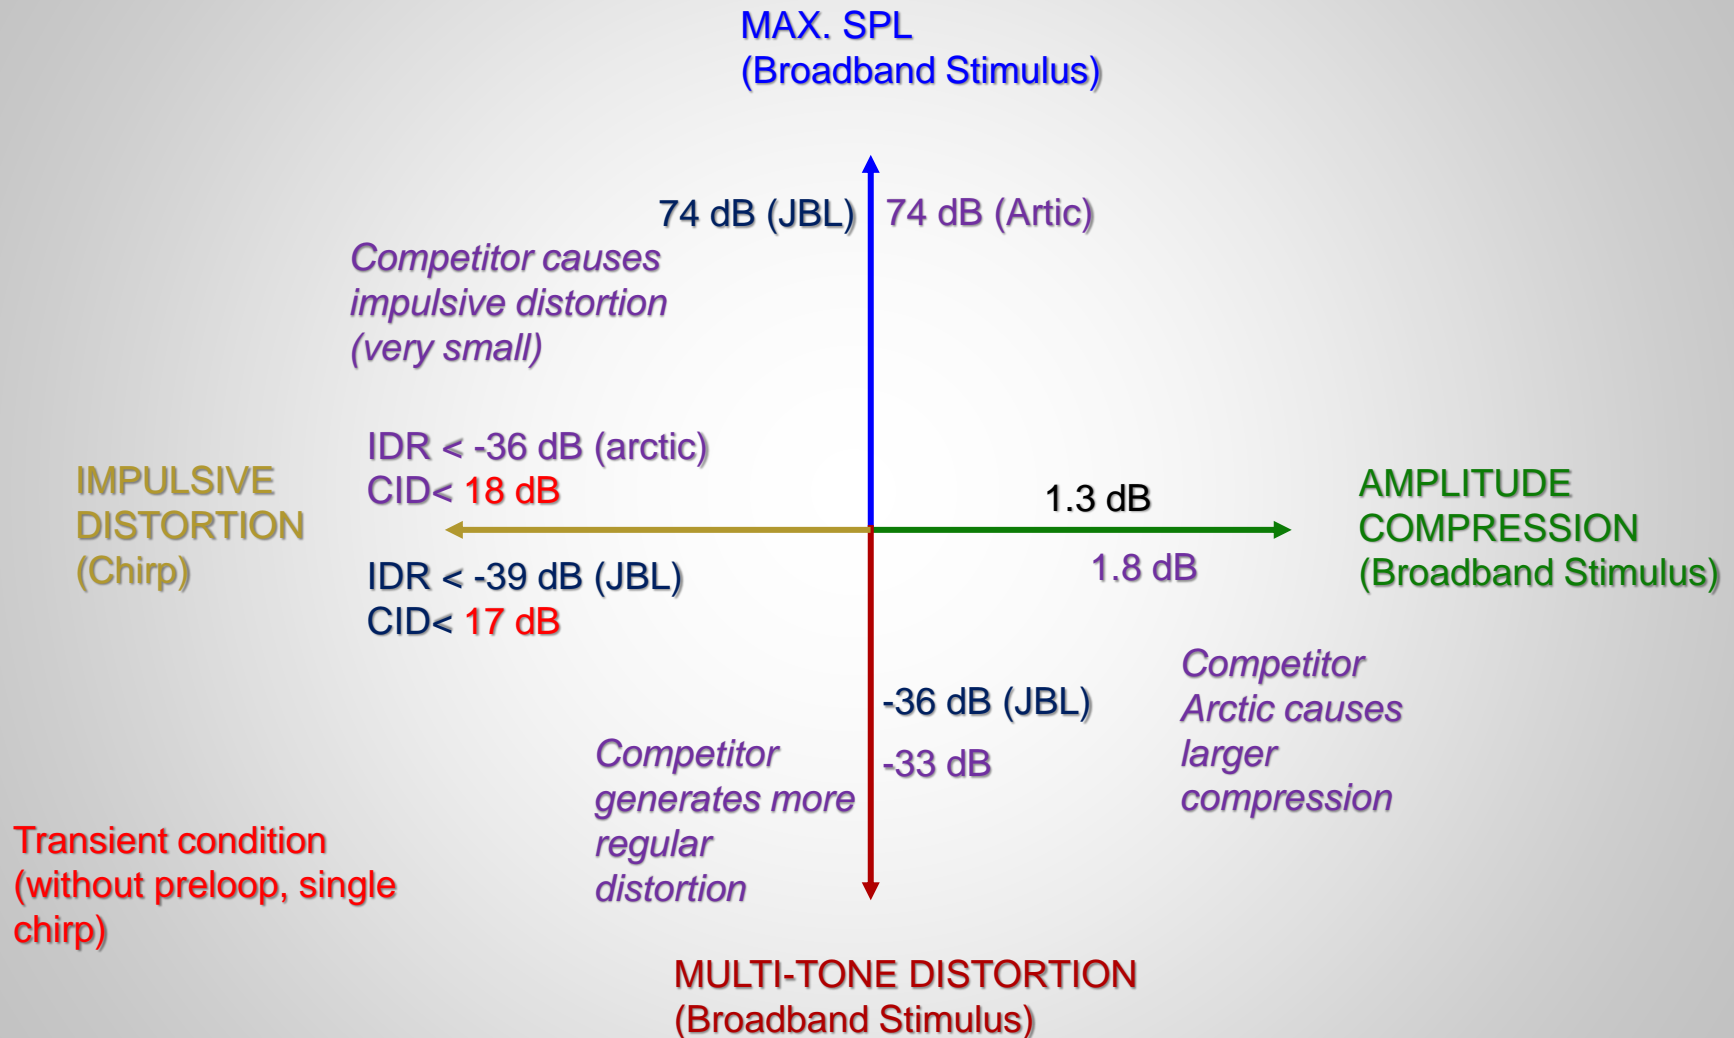 MAX. SPL
(Broadband Stimulus)
74 dB (JBL)
74 dB (Artic)
Competitor causes
impulsive distortion
(very small)
IDR < -36 dB (arctic)
CID< 18 dB
IMPULSIVE
DISTORTION
(Chirp)
IDR < -39 dB (JBL)
CID< 17 dB
1.3 dB
1.8 dB
AMPLITUDE
COMPRESSION
(Broadband Stimulus)
-36 dB (JBL)
-33 dB
Competitor
Arctic causes
larger
compression
Competitor
generates more
regular
distortion
Transient condition
(without preloop, single
chirp)
MULTI-TONE DISTORTION
(Broadband Stimulus)